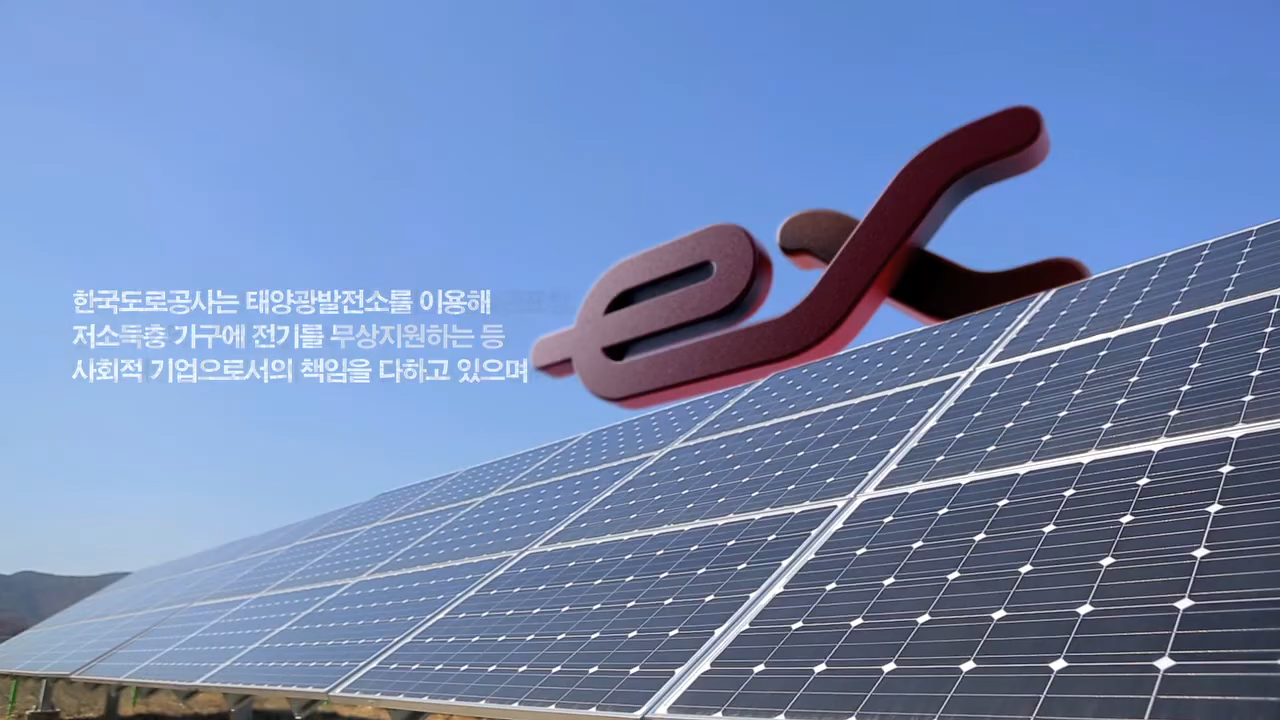 한국도로공사는 태양광발전소를 이용해
저소득층 가구에 전기를 무상지원하는 등
사회적 기업으로서의 책임을 다하고 있으며
ex